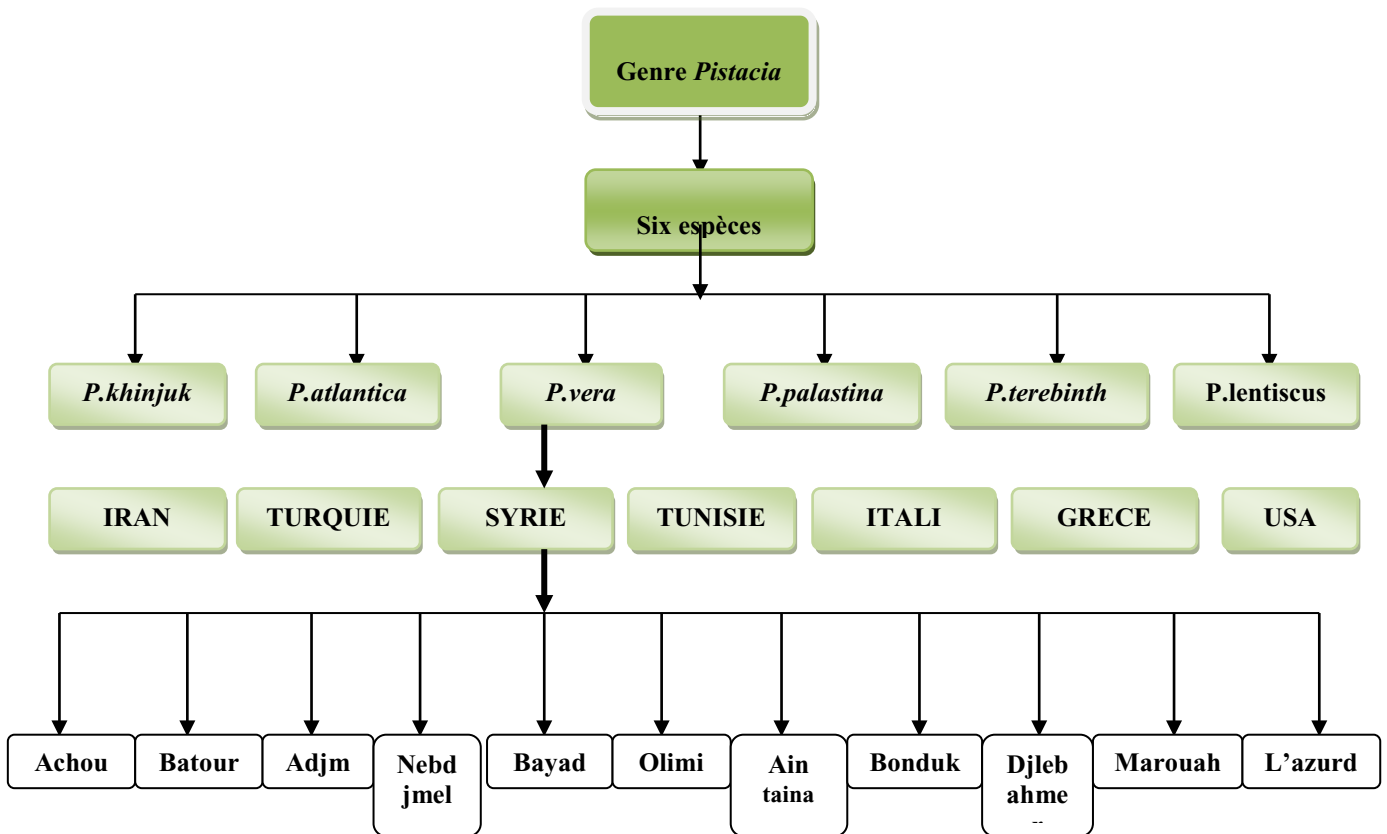 Genre Pistacia
Six espèces
P.khinjuk
P.atlantica
P.vera
P.palastina
P.terebinth
P.lentiscus
IRAN
TURQUIE
SYRIE
TUNISIE
ITALI
GRECE
USA
Achou
Batour
Adjm
Nebd
jmel
Bayad
Olimi
Ain
taina
Bonduk
Djleb
ahme
Marouah
L’azurd